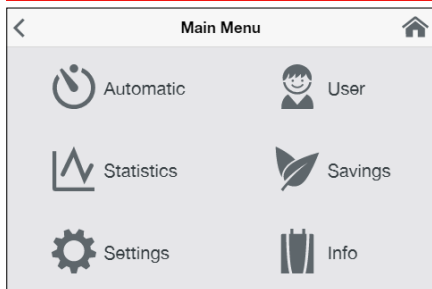 Main Menu
Automatic
User
Statistics
Savings
Settings
Info